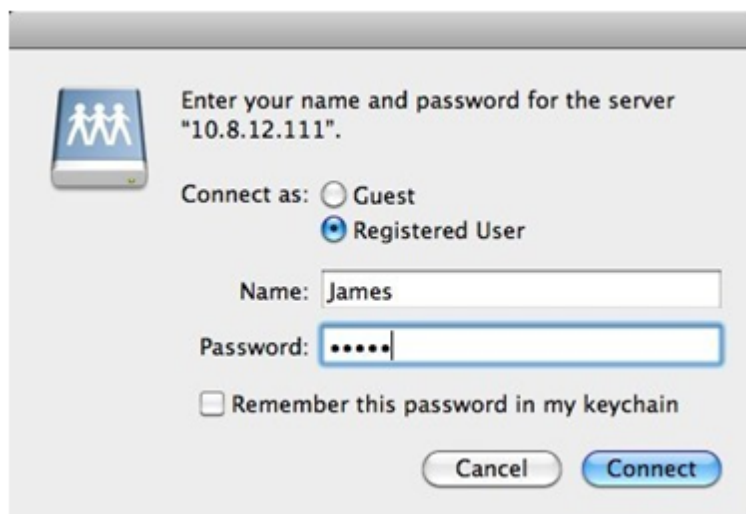 Enter your name and password for the server
“10.8.12.111”.
Connect as: Guest
Registered User
Name: James
Password: •••••
Remember this password in my keychain
Cancel Connect